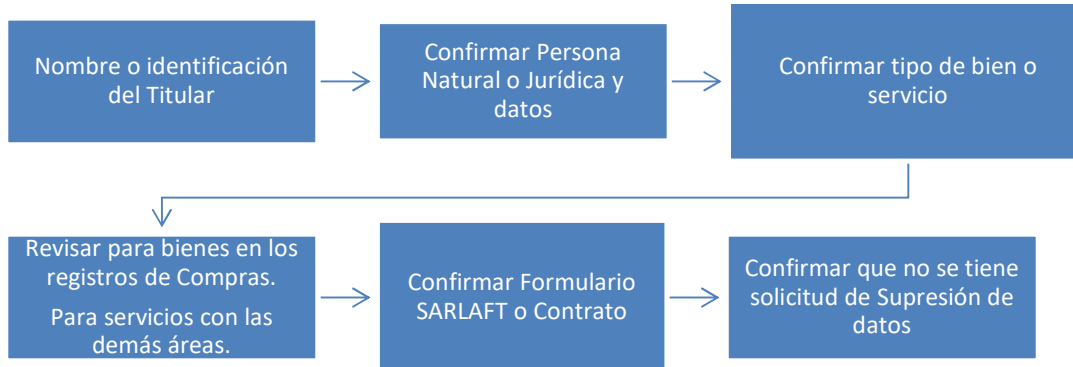 Nombre o identificación
del Titular
Confirmar Persona
Natural o Jurídica y
datos
Confirmar tipo de bien o
servicio
Revisar para bienes en los
registros de Compras.
Para servicios con las
demás áreas.
Confirmar Formulario
SARLAFT o Contrato
Confirmar que no se tiene
solicitud de Supresión de
datos